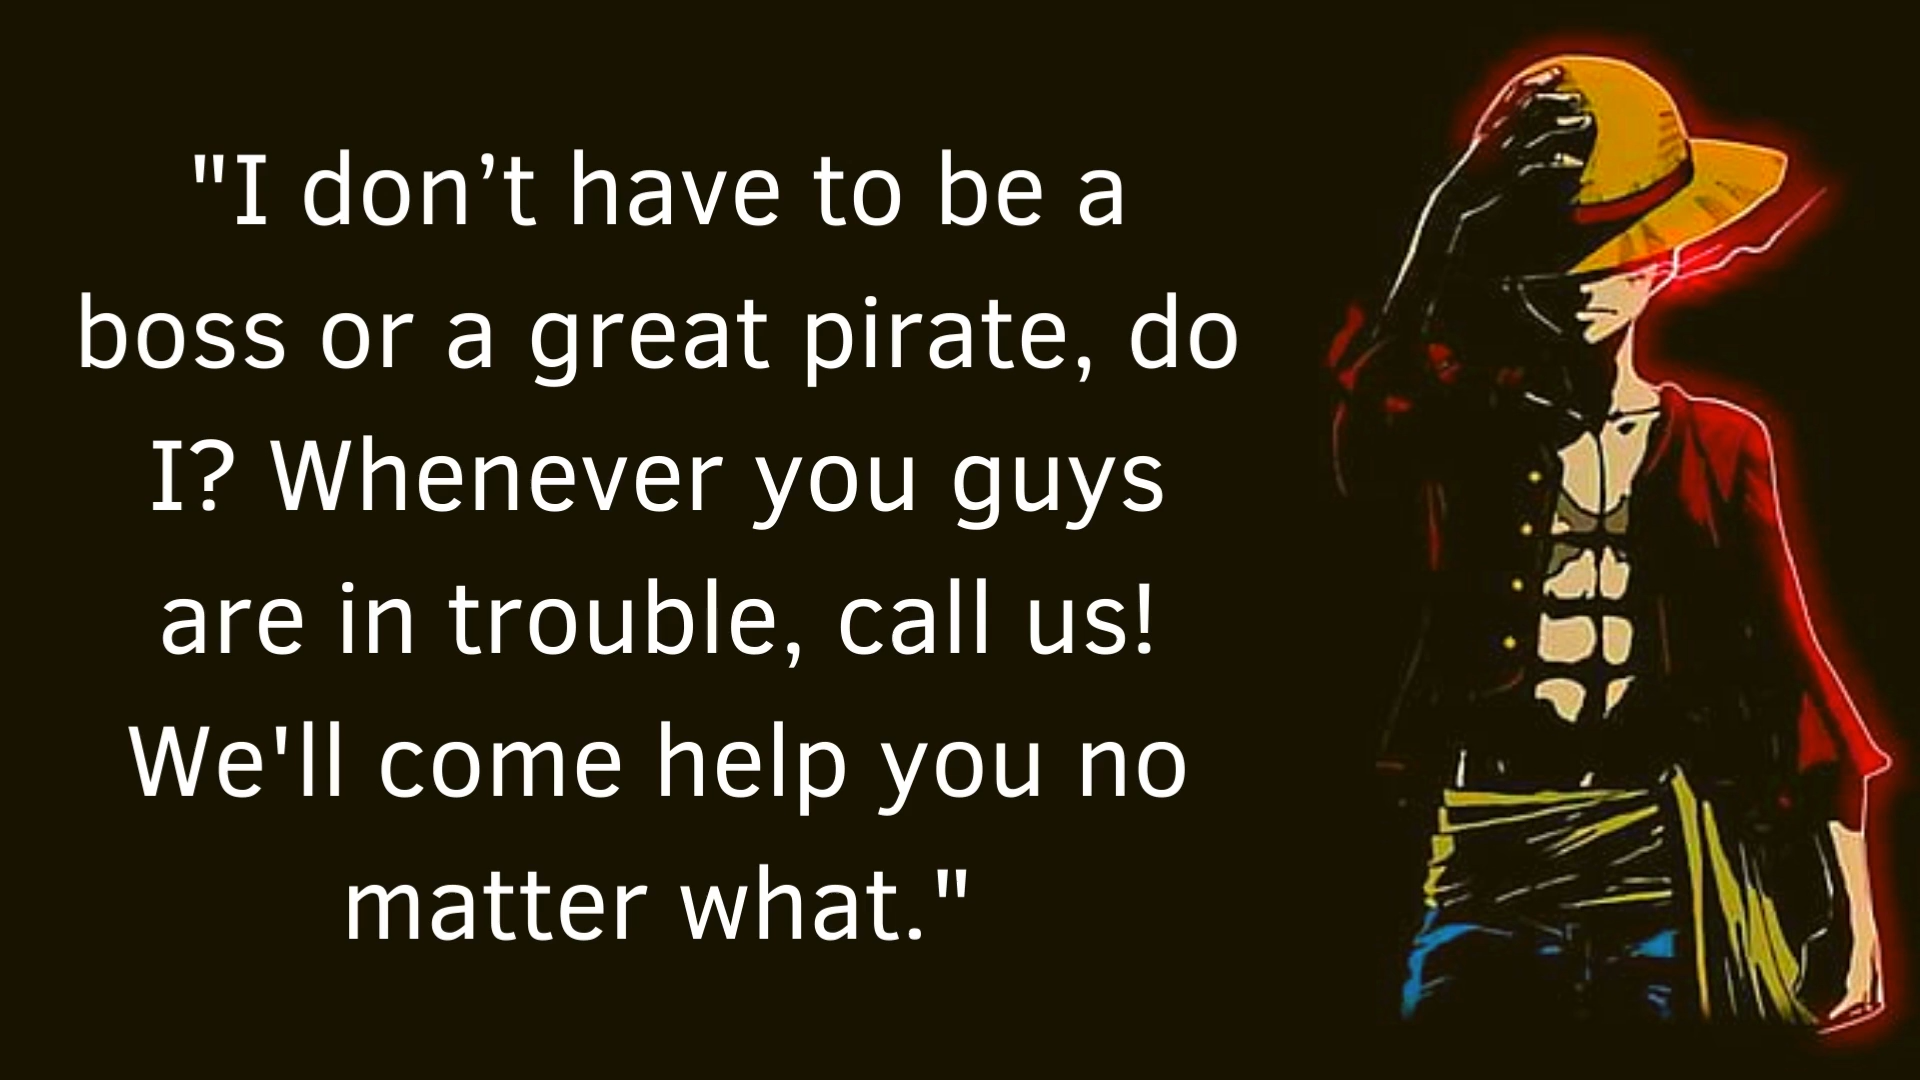 "I don’t have to be a
boss or a great pirate, do
I? Whenever you guys
are in trouble, call us!
We'll come help you no
matter what."